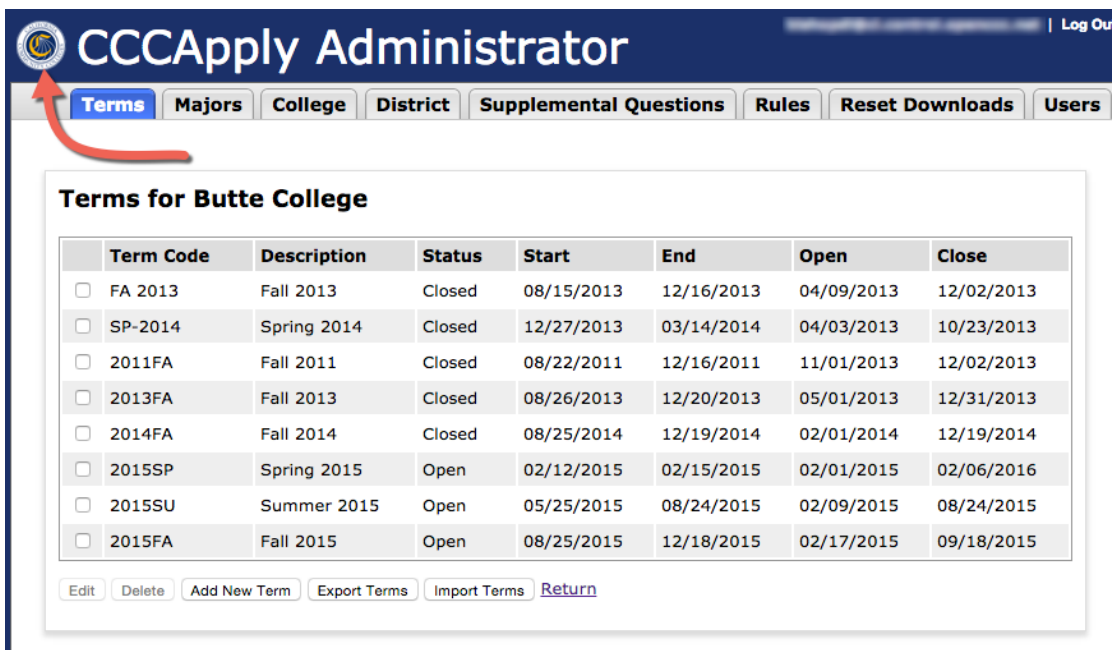 | Log Ou
CCCApply Administrator
Terms Majors College District Supplemental Questions Rules Reset Downloads Users
Terms for Butte College
Term Code Description Status Start End Open Close
FA 2013 Fall 2013 Closed 08/15/2013 12/16/2013 04/09/2013 12/02/2013
SP-2014 Spring 2014 Closed 12/27/2013 03/14/2014 04/03/2013 10/23/2013
2011FA Fall 2011 Closed 08/22/2011 12/16/2011 11/01/2013 12/02/2013
2013FA Fall 2013 Closed 08/26/2013 12/20/2013 05/01/2013 12/31/2013
2014FA Fall 2014 Closed 08/25/2014 12/19/2014 02/01/2014 12/19/2014
2015SP Spring 2015 Open 02/12/2015 02/15/2015 02/01/2015 02/06/2016
2015SU Summer 2015 Open 05/25/2015 08/24/2015 02/09/2015 08/24/2015
2015FA Fall 2015 Open 08/25/2015 12/18/2015 02/17/2015 09/18/2015
Edit Delete Add New Term Export Terms Import Terms Return